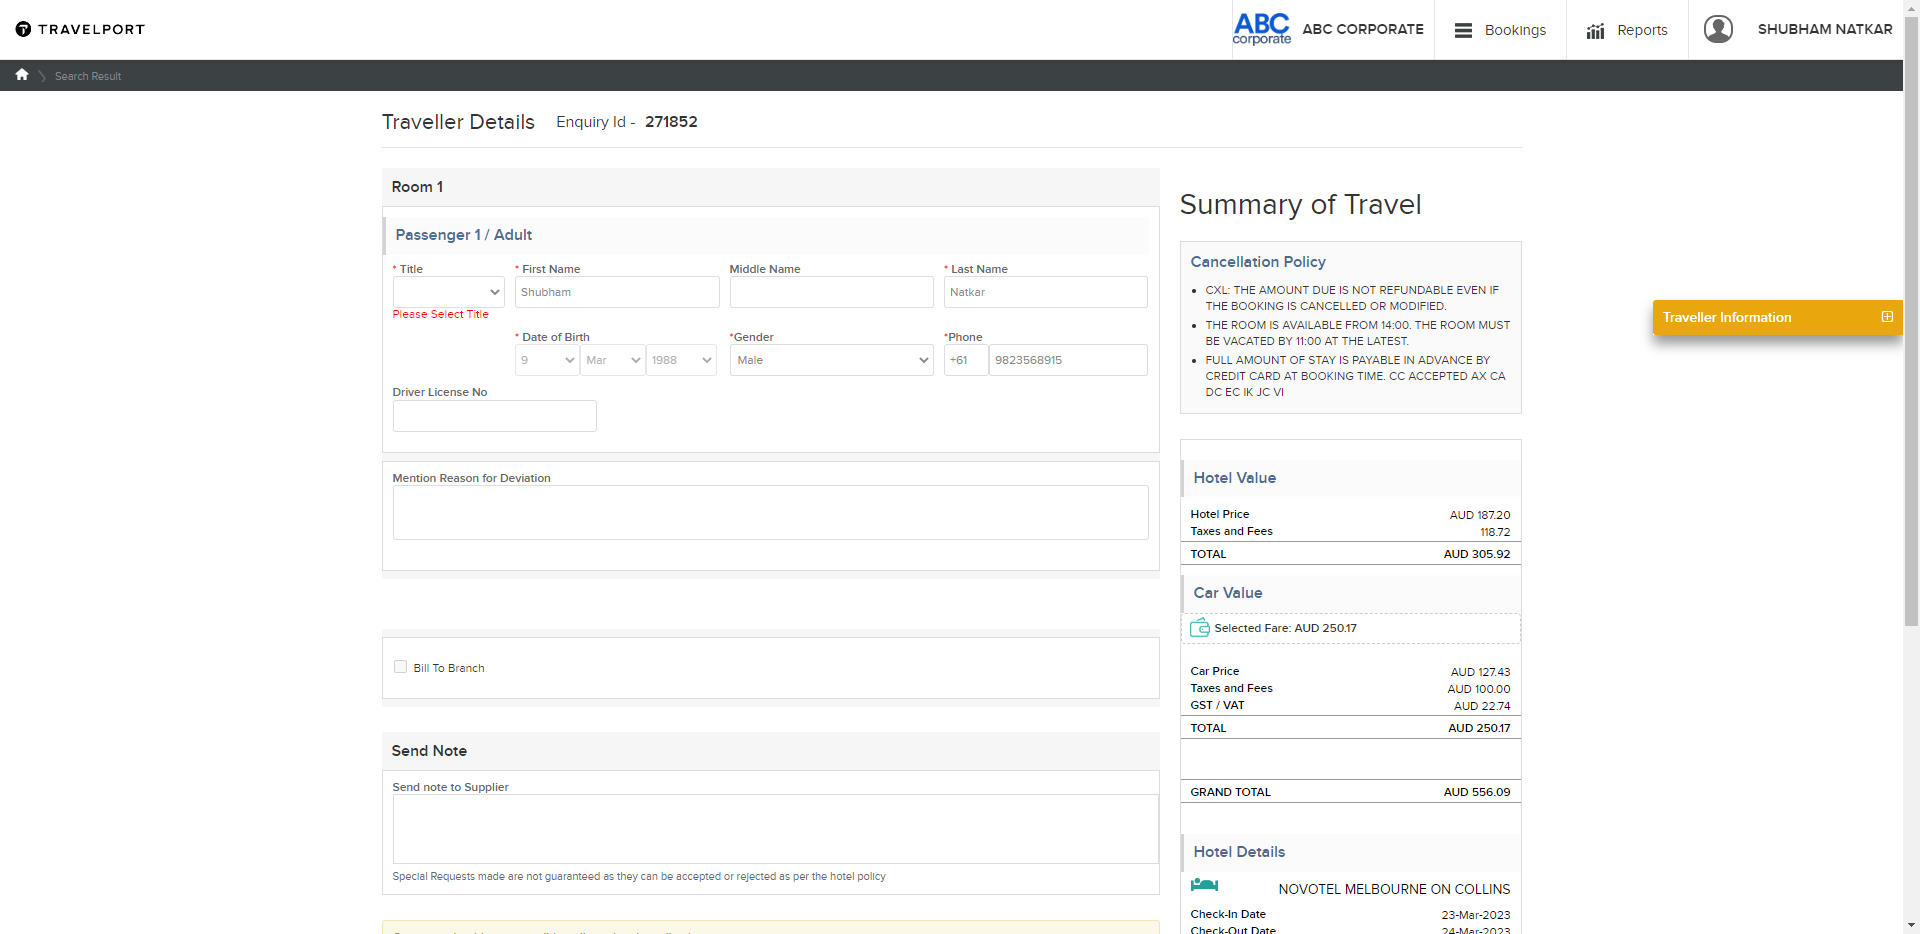 TRAVELPORT
ABC
corporate
ABC CORPORATE
Bookings
Reports
SHUBHAM NATKAR
Search Result
Traveller Details
Enquiry Id - 271852
Room 1
Passenger 1 / Adult
* Title
* First Name
Middle Name
* Last Name
Shubham
Natkar
Please Select Title
* Date of Birth
*Gender
*Phone
9
Mar
1988
Male
+61
9823568915
Driver License No
Mention Reason for Deviation
Bill To Branch
Send Note
Send note to Supplier
Special Requests made are not guaranteed as they can be accepted or rejected as per the hotel policy
Summary of Travel
Cancellation Policy
• CXL: THE AMOUNT DUE IS NOT REFUNDABLE EVEN IF
THE BOOKING IS CANCELLED OR MODIFIED.
• THE ROOM IS AVAILABLE FROM 14:00. THE ROOM MUST
BE VACATED BY 11:00 AT THE LATEST.
• FULL AMOUNT OF STAY IS PAYABLE IN ADVANCE BY
CREDIT CARD AT BOOKING TIME. CC ACCEPTED AX CA
DC EC IK JC VI
Hotel Value
Hotel Price AUD 187.20
Taxes and Fees 118.72
TOTAL AUD 305.92
Car Value
Selected Fare: AUD 250.17
Car Price AUD 127.43
Taxes and Fees AUD 100.00
GST / VAT AUD 22.74
TOTAL AUD 250.17
GRAND TOTAL AUD 556.09
Hotel Details
NOVOTEL MELBOURNE ON COLLINS
Check-In Date 23-Mar-2023
Check-Out Date 24-Mar-2023
Traveller Information